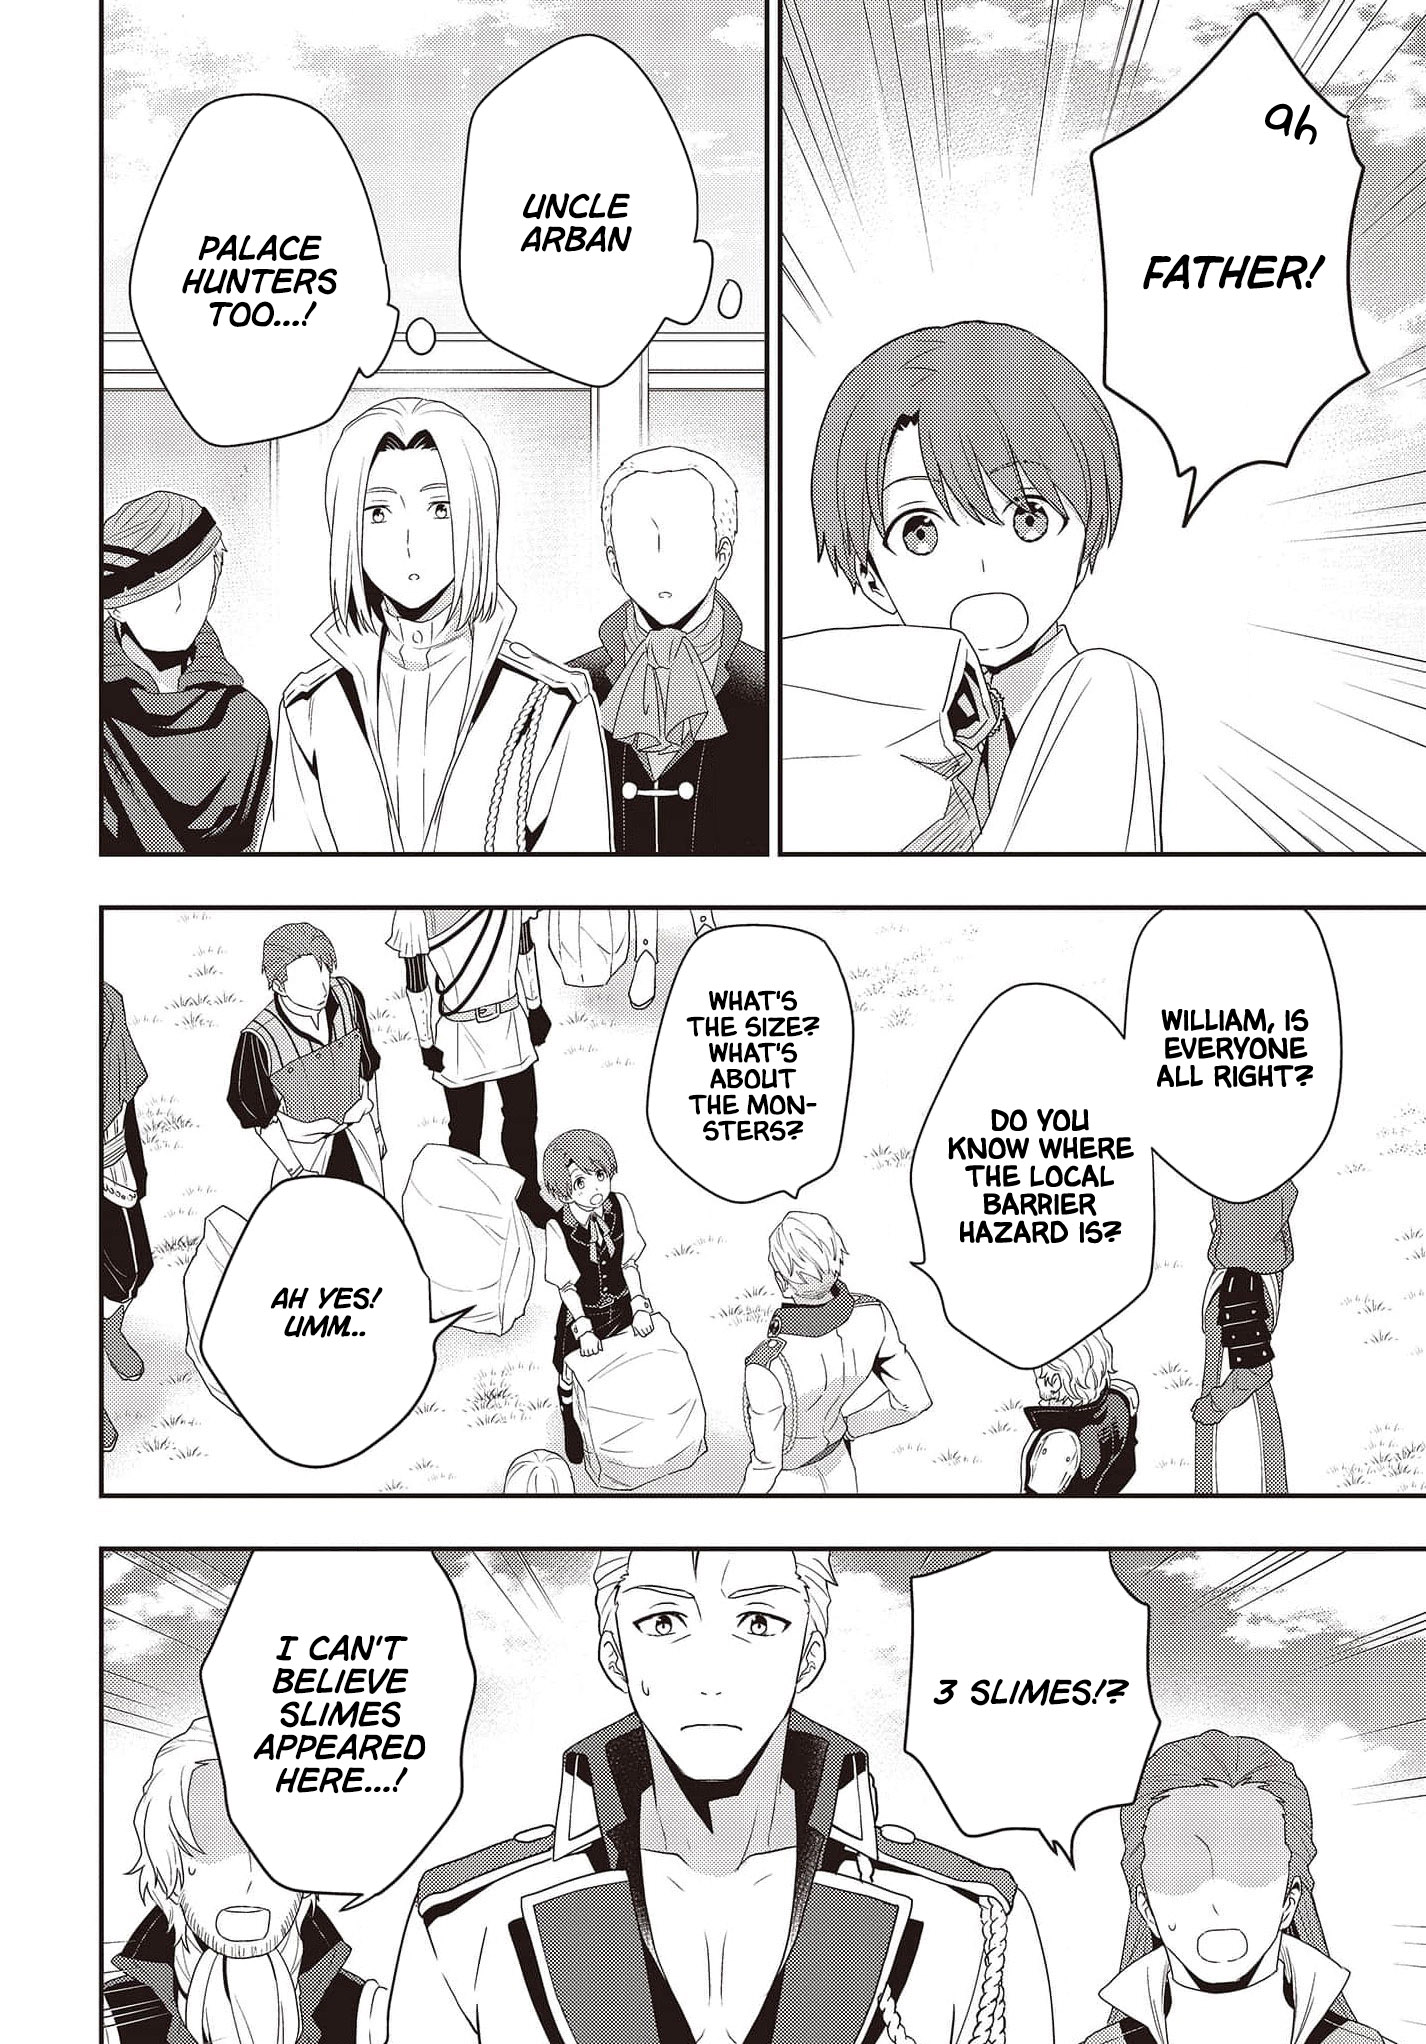 ah
FATHER!
UNCLE
ARBAN
PALACE
HUNTERS
TOO...!
WILLIAM, IS
EVERYONE
ALL RIGHT?
DO YOU
KNOW WHERE
THE LOCAL
BARRIER
HAZARD IS?
WHAT'S
THE SIZE?
WHAT'S
ABOUT
THE MON-
STERS?
AH YES!
UMM..
3 SLIMES!?
I CAN'T
BELIEVE
SLIMES
APPEARED
HERE...!